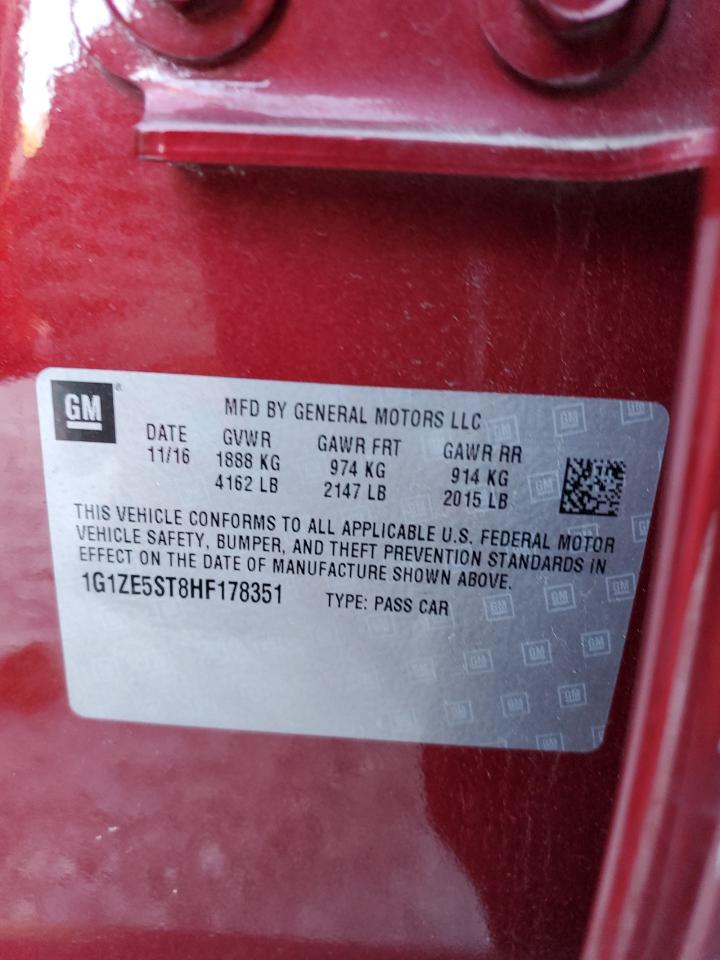 GM
MFD BY GENERAL MOTORS LLC
DATE GVWR GAWR FRT GAWR RR
11/16 1888 KG 974 KG 914 KG
4162 LB 2147 LB 2015 LB
THIS VEHICLE CONFORMS TO ALL APPLICABLE U.S. FEDERAL MOTOR
VEHICLE SAFETY, BUMPER, AND THEFT PREVENTION STANDARDS IN
EFFECT ON THE DATE OF MANUFACTURE SHOWN ABOVE.
1G1ZE5ST8HF178351 TYPE: PASS CAR